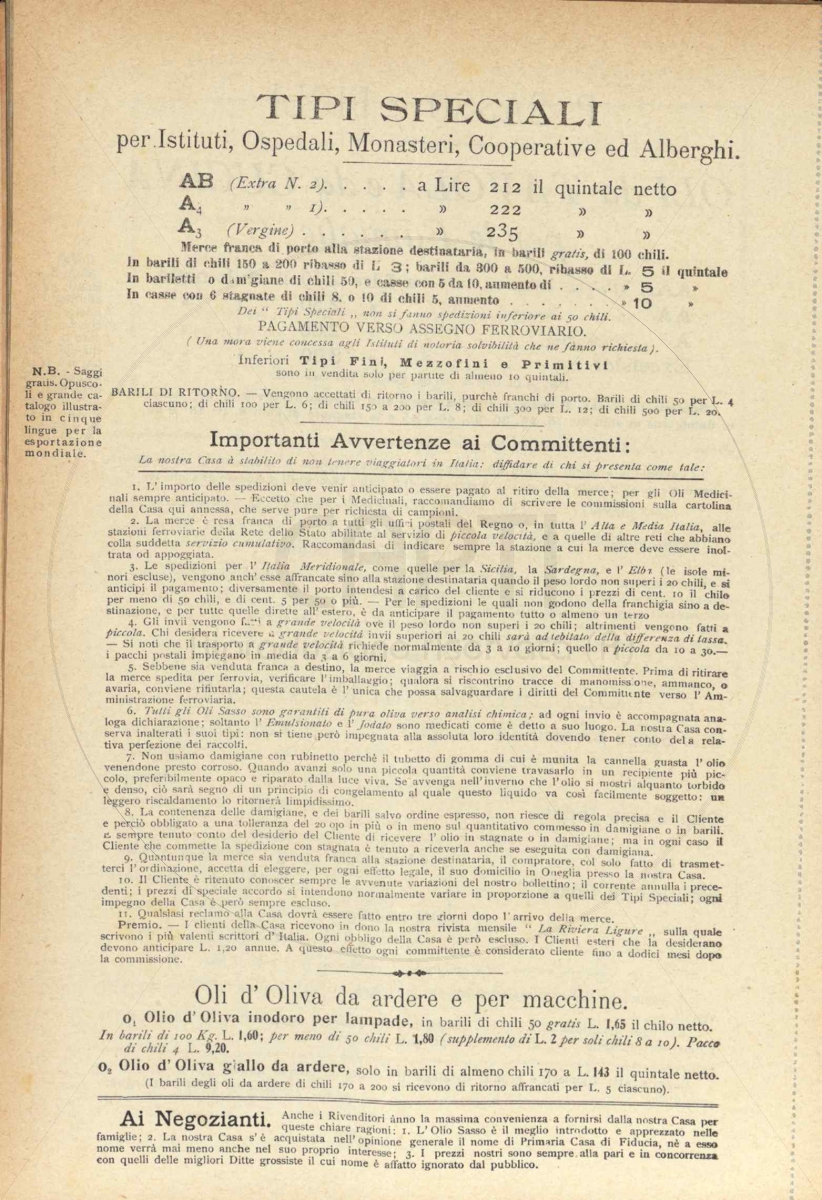 TIPI SPECIALI
per Istituti, Ospedali, Monasteri, Cooperative ed Alberghi.
AB (Extra N. 2). . . . . a Lire 212 il quintale netto
A4 " " 1). . . . . » 222 » »
A3 (Vergine) . . . . . . » 235 » »
Merce franca di porto alla stazione destinataria, in barili gratis, di 100 chili.
In barili di chili 150 a 200 ribasso di L 3; barili da 300 a 500, ribasso di L. 5 il quintale
In bariletti o dam'giane di chili 50, e casse con 5 da 10, aumento di . . . . » 5 »
In casse con 6 stagnate di chili 8, o 10 di chili 5, aumento . . . . . . . » 10 »
Dei " Tipi Speciali „ non si fanno spedizioni inferiore ai 50 chili.
PAGAMENTO VERSO ASSEGNO FERROVIARIO.
( Una mora viene concessa agli Istituti di notoria solvibilità che ne fànno richiesta ).
Inferiori Tipi Fini, Mezzofini e Primitivi
sono in vendita solo per partite di almeno 10 quintali.
N.B. - Saggi
gratis. Opusco-
li e grande ca-
talogo illustra-
to in cinque
lingue per la
esportazione
mondiale.
BARILI DI RITORNO. — Vengono accettati di ritorno i barili, purchè franchi di porto. Barili di chili 50 per L. 4
ciascuno; di chili 100 per L. 6; di chili 150 a 200 per L. 8; di chili 300 per L. 12; di chili 500 per L. 20.
Importanti Avvertenze ai Committenti:
La nostra Casa à stabilito di non tenere viaggiatori in Italia: diffidare di chi si presenta come tale:
1. L'importo delle spedizioni deve venir anticipato o essere pagato al ritiro della merce; per gli Oli Medici-
nali sempre anticipato. — Eccetto che per i Medicinali, raccomandiamo di scrivere le commissioni sulla cartolina
della Casa qui annessa, che serve pure per richiesta di campioni.
2. La merce è resa franca di porto a tutti gli uffici postali del Regno o, in tutta l' Alta e Media Italia, alle
stazioni ferroviarie della Rete dello Stato abilitate al servizio di piccola velocità, e a quelle di altre reti che abbiano
colla suddetta servizio cumulativo. Raccomandasi di indicare sempre la stazione a cui la merce deve essere inol-
trata od appoggiata.
3. Le spedizioni per l' Italia Meridionale, come quelle per la Sicilia, la Sardegna, e l' Elba (le isole mi-
nori escluse), vengono anch' esse affrancate sino alla stazione destinataria quando il peso lordo non superi i 20 chili, e si
anticipi il pagamento; diversamente il porto intendesi a carico del cliente e si riducono i prezzi di cent. 10 il chilo
per meno di 50 chili, e di cent. 5 per 50 o più. — Per le spedizioni le quali non godono della franchigia sino a de-
stinazione, e per tutte quelle dirette all'estero, è da anticipare il pagamento tutto o almeno un terzo
4. Gli invii vengono fatti a grande velocità ove il peso lordo non superi i 20 chili; altrimenti vengono fatti a
piccola. Chi desidera ricevere a grande velocità invii superiori ai 20 chili sarà addebitato della differenza di tassa.
— Si noti che il trasporto a grande velocità richiede normalmente da 3 a 10 giorni; quello a piccola da 10 a 30.—
i pacchi postali impiegano in media da 3 a 6 giorni.
5. Sebbene sia venduta franca a destino, la merce viaggia a rischio esclusivo del Committente. Prima di ritirare
la merce spedita per ferrovia, verificare l'imballaggio; qualora si riscontrino tracce di manomissione, ammanco, o
avaria, conviene rifiutarla; questa cautela è l'unica che possa salvaguardare i diritti del Committente verso l'Am-
ministrazione ferroviaria.
6. Tutti gli Oli Sasso sono garantiti di pura oliva verso analisi chimica; ad ogni invio è accompagnata ana-
loga dichiarazione; soltanto l' Emulsionato e l' Jodato sono medicati come è detto a suo luogo. La nostra Casa con-
serva inalterati i suoi tipi: non si tiene però impegnata alla assoluta loro identità dovendo tener conto della rela-
tiva perfezione dei raccolti.
7. Non usiamo damigiane con rubinetto perchè il tubetto di gomma di cui è munita la cannella guasta l'olio
venendone presto corroso. Quando avanzi solo una piccola quantità conviene travasarlo in un recipiente più pic-
colo, preferibilmente opaco e riparato dalla luce viva. Se avvenga nell'inverno che l'olio si mostri alquanto torbido
e denso, ciò sarà segno di un principio di congelamento al quale questo liquido va così facilmente soggetto: un
leggero riscaldamento lo ritornerà limpidissimo.
8. La contenenza delle damigiane, e dei barili salvo ordine espresso, non riesce di regola precisa e il Cliente
e perciò obbligato a una tolleranza del 20 o|o in più o in meno sul quantitativo commesso in damigiane o in barili.
È sempre tenuto conto del desiderio del Cliente di ricevere l'olio in stagnate o in damigiane; ma in ogni caso il
Cliente che commette la spedizione con stagnata è tenuto a riceverla anche se eseguita con damigiana.
9. Quantunque la merce sia venduta franca alla stazione destinataria, il compratore, col solo fatto di trasmet-
terci l'ordinazione, accetta di eleggere, per ogni effetto legale, il suo domicilio in Oneglia presso la nostra Casa.
10. Il Cliente è ritenuto conoscer sempre le avvenute variazioni del nostro bollettino; il corrente annulla i prece-
denti; i prezzi di speciale accordo si intendono normalmente variare in proporzione a quelli dei Tipi Speciali; ogni
impegno della Casa è però sempre escluso.
11. Qualsiasi reclamo alla Casa dovrà essere fatto entro tre giorni dopo l'arrivo della merce.
Premio. — I clienti della Casa ricevono in dono la nostra rivista mensile " La Riviera Ligure „ sulla quale
scrivono i più valenti scrittori d'Italia. Ogni obbligo della Casa è però escluso. I Clienti esteri che la desiderano
devono anticipare L. 1,20 annue. A questo effetto ogni committente è considerato cliente fino a dodici mesi dopo
la commissione.
Oli d'Oliva da ardere e per macchine.
O1 Olio d'Oliva inodoro per lampade, in barili di chili 50 gratis L. 1,65 il chilo netto.
In barili di 100 Kg. L. 1,60; per meno di 50 chili L. 1,80 (supplemento di L. 2 per soli chili 8 a 10). Pacco
di chili 4 L. 9,20.
O2 Olio d'Oliva giallo da ardere, solo in barili di almeno chili 170 a L. 143 il quintale netto.
(I barili degli oli da ardere di chili 170 a 200 si ricevono di ritorno affrancati per L. 5 ciascuno).
Ai Negozianti. Anche i Rivenditori ànno la massima convenienza a fornirsi dalla nostra Casa per
queste chiare ragioni: 1. L'Olio Sasso è il meglio introdotto e apprezzato nelle
famiglie; 2. La nostra Casa s'è acquistata nell'opinione generale il nome di Primaria Casa di Fiducia, nè a esso
nome verrà mai meno anche nel suo proprio interesse; 3. I prezzi nostri sono sempre alla pari e in concorrenza
con quelli delle migliori Ditte grossiste il cui nome è affatto ignorato dal pubblico.